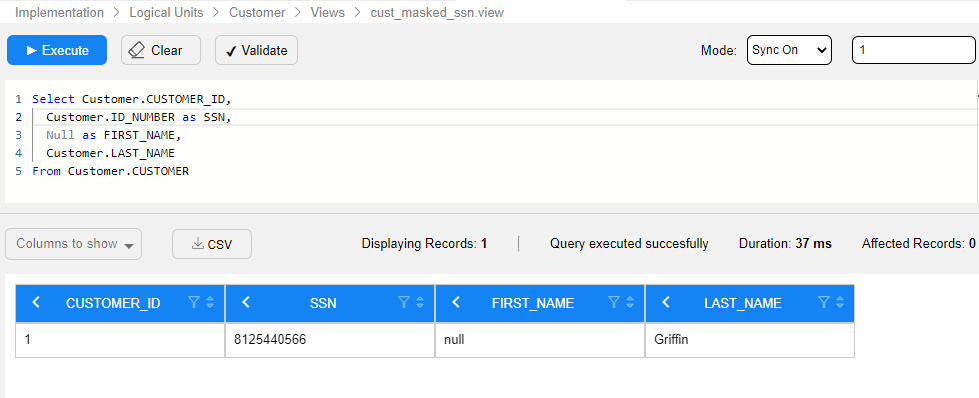 Implementation > Logical Units > Customer > Views > cust_masked_ssn.view
Execute Clear Validate Mode: Sync On 1
1 Select Customer.CUSTOMER_ID,
2 Customer.ID_NUMBER as SSN,
3 Null as FIRST_NAME,
4 Customer.LAST_NAME
5 From Customer.CUSTOMER
Columns to show CSV Displaying Records: 1 | Query executed succesfully Duration: 37 ms Affected Records: 0
CUSTOMER_ID SSN FIRST_NAME LAST_NAME
1 8125440566 null Griffin